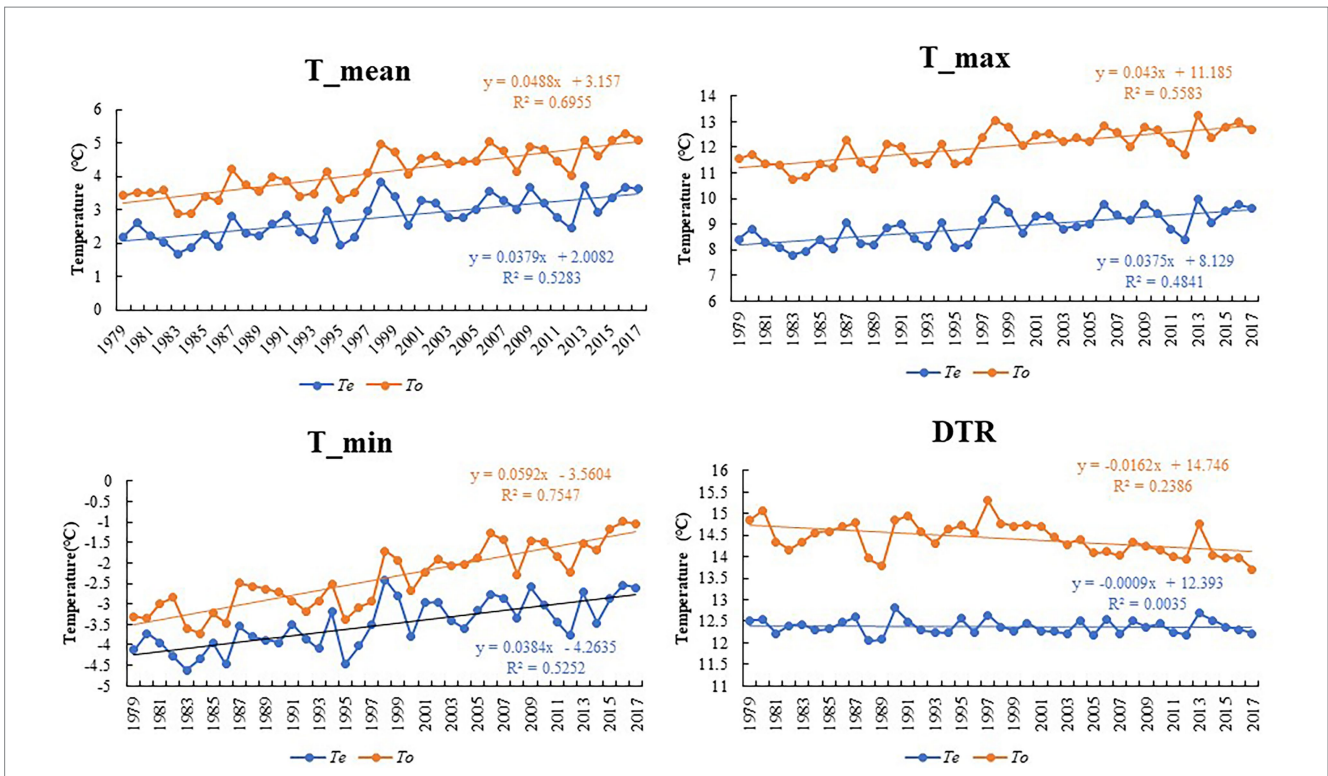 T_mean
y = 0.0488x + 3.157
R² = 0.6955
6
5
4
3
2
1
0
Temperature (°C)
y = 0.0379x + 2.0082
R² = 0.5283
1979 1981 1983 1985 1987 1989 1991 1993 1995 1997 1999 2001 2003 2005 2007 2009 2011 2013 2015 2017
Te To
T_max
y = 0.043x + 11.185
R² = 0.5583
14
13
12
11
10
9
8
7
6
Temperature (°C)
y = 0.0375x + 8.129
R² = 0.4841
1979 1981 1983 1985 1987 1989 1991 1993 1995 1997 1999 2001 2003 2005 2007 2009 2011 2013 2015 2017
Te To
T_min
y = 0.0592x - 3.5604
R² = 0.7547
0
-0.5
-1
-1.5
-2
-2.5
-3
-3.5
-4
-4.5
-5
Temperature(°C)
y = 0.0384x - 4.2635
R² = 0.5252
1979 1981 1983 1985 1987 1989 1991 1993 1995 1997 1999 2001 2003 2005 2007 2009 2011 2013 2015 2017
Te To
DTR
y = -0.0162x + 14.746
R² = 0.2386
16
15.5
15
14.5
14
13.5
13
12.5
12
11.5
11
Temperature (°C)
y = -0.0009x + 12.393
R² = 0.0035
1979 1981 1983 1985 1987 1989 1991 1993 1995 1997 1999 2001 2003 2005 2007 2009 2011 2013 2015 2017
Te To